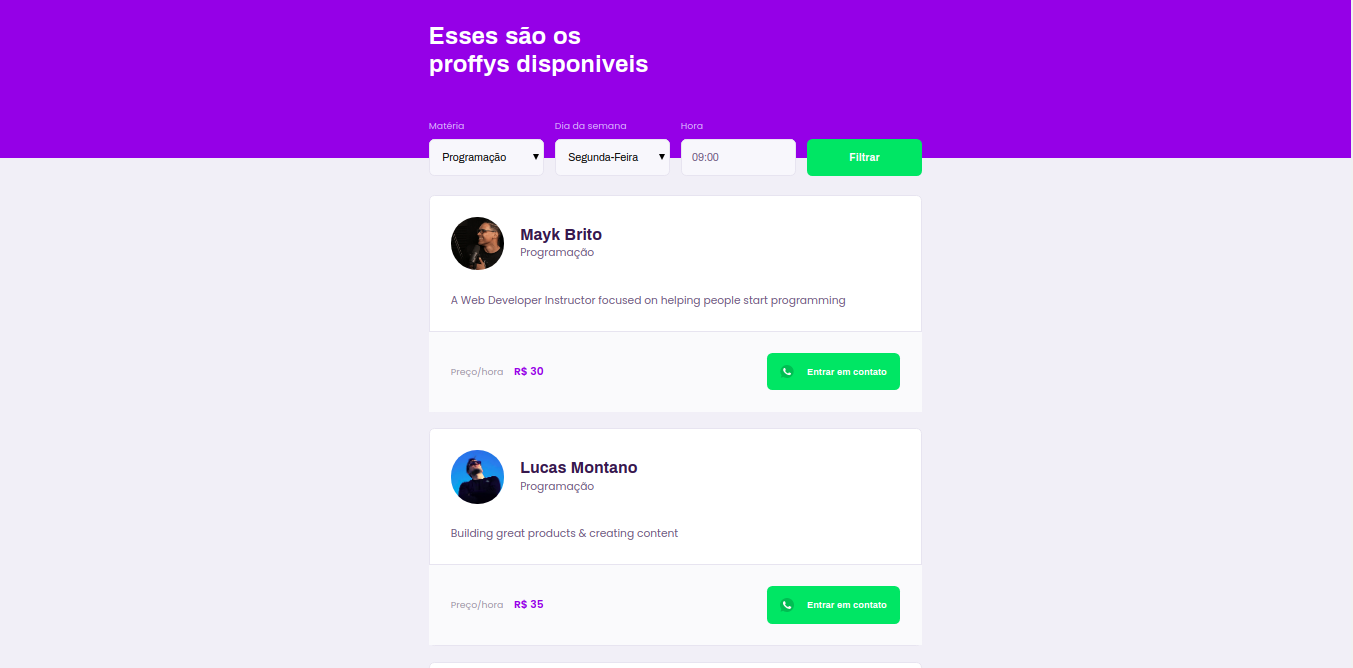 Esses são os
proffys disponiveis
Matéria Dia da semana Hora
Programação Segunda-Feira 09:00 Filtrar
Mayk Brito
Programação
A Web Developer Instructor focused on helping people start programming
Preço/hora R$ 30 Entrar em contato
Lucas Montano
Programação
Building great products & creating content
Preço/hora R$ 35 Entrar em contato